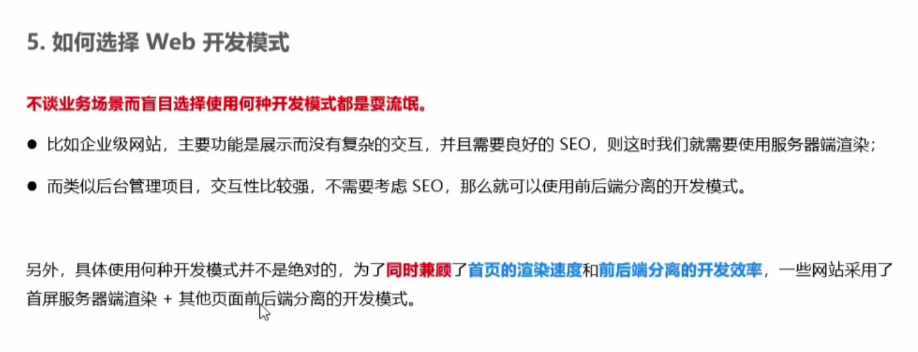 5. 如何选择 Web 开发模式
不谈业务场景而盲目选择使用何种开发模式都是耍流氓。
● 比如企业级网站，主要功能是展示而没有复杂的交互，并且需要良好的 SEO，则这时我们就需要使用服务器端渲染；
● 而类似后台管理项目，交互性比较强，不需要考虑 SEO，那么就可以使用前后端分离的开发模式。
另外，具体使用何种开发模式并不是绝对的，为了同时兼顾了首页的渲染速度和前后端分离的开发效率，一些网站采用了
首屏服务器端渲染 + 其他页面前后端分离的开发模式。